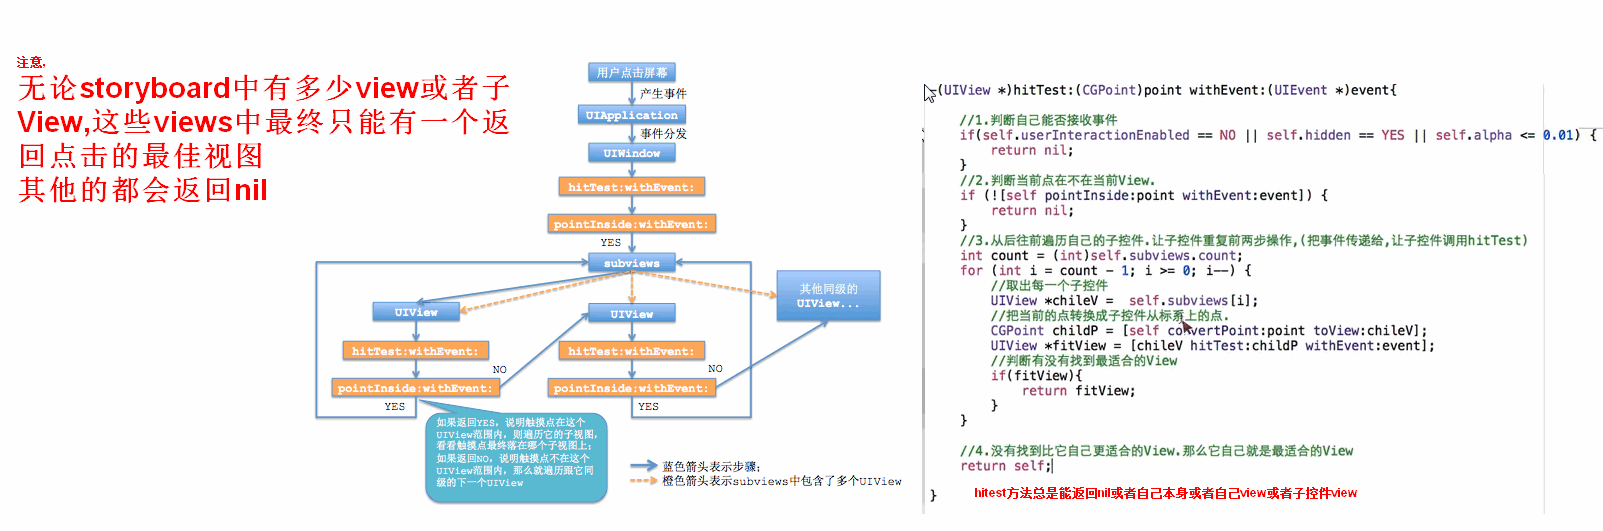 注意,
无论storyboard中有多少view或者子
View,这些views中最终只能有一个返
回点击的最佳视图
其他的都会返回nil
用户点击屏幕
产生事件
UIApplication
事件分发
UIWindow
hitTest:withEvent:
pointInside:withEvent:
YES
subviews
UIView
hitTest:withEvent:
pointInside:withEvent:
NO
YES
UIView
hitTest:withEvent:
pointInside:withEvent:
NO
YES
其他同级的
UIView...
如果返回YES，说明触摸点在这个
UIView范围内，则遍历它的子视图，
看看触摸点最终落在哪个子视图上；
如果返回NO，说明触摸点不在这个
UIView范围内，那么就遍历跟它同
级的下一个UIView
蓝色箭头表示步骤;
橙色箭头表示subviews中包含了多个UIView
-(UIView *)hitTest:(CGPoint)point withEvent:(UIEvent *)event{
//1.判断自己能否接收事件
if(self.userInteractionEnabled == NO || self.hidden == YES || self.alpha <= 0.01) {
return nil;
}
//2.判断当前点在不在当前View.
if (![self pointInside:point withEvent:event]) {
return nil;
}
//3.从后往前遍历自己的子控件.让子控件重复前两步操作,(把事件传递给,让子控件调用hitTest)
int count = (int)self.subviews.count;
for (int i = count - 1; i >= 0; i--) {
//取出每一个子控件
UIView *chileV =  self.subviews[i];
//把当前的点转换成子控件从标系上的点.
CGPoint childP = [self convertPoint:point toView:chileV];
UIView *fitView = [chileV hitTest:childP withEvent:event];
//判断有没有找到最适合的View
if(fitView){
return fitView;
}
}
//4.没有找到比它自己更适合的View.那么它自己就是最适合的View
return self;
}
hitest方法总是能返回nil或者自己本身或者自己view或者子控件view